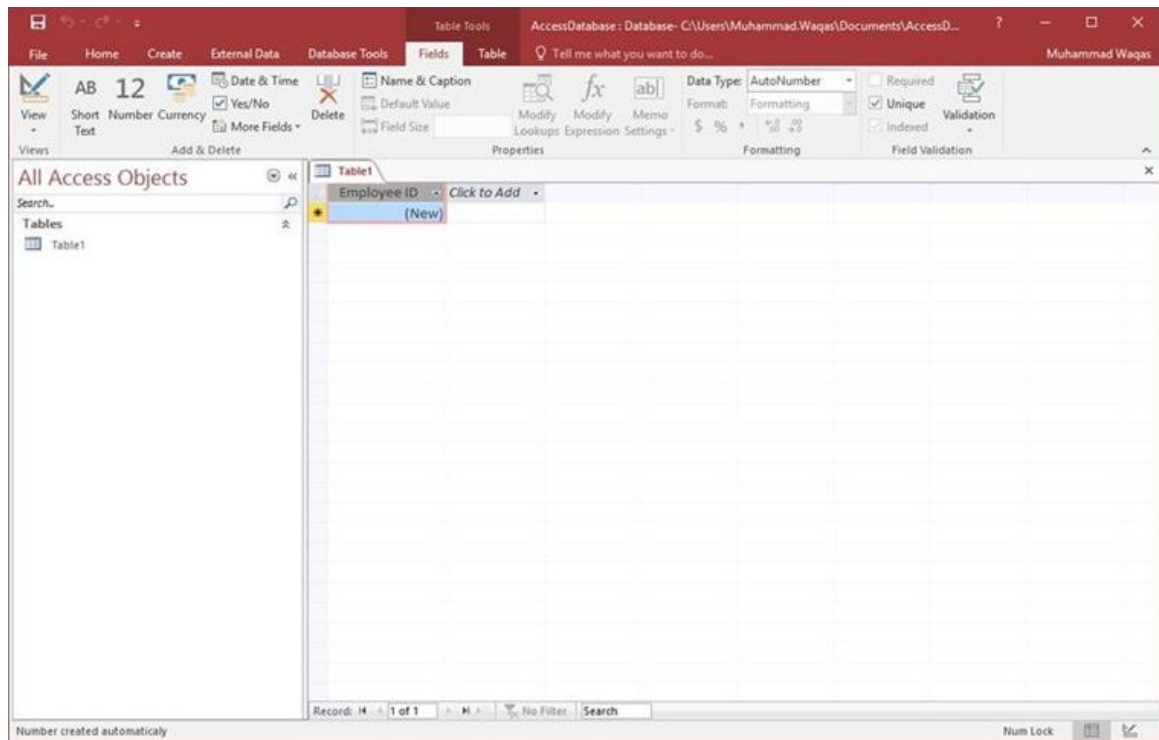 Table Tools AccessDatabase : Database- C:\Users\Muhammad.Waqas\Documents\AccessD... ?
File Home Create External Data Database Tools Fields Table Tell me what you want to do... Muhammad Waqas
View
Views
AB Short Text
12 Number
Currency
Date & Time
Yes/No
More Fields
Delete
Add & Delete
Name & Caption
Default Value
Field Size
Modify Lookups
fx Modify Expression
ab Memo Settings
Properties
Data Type: AutoNumber
Format: Formatting
$ % ,
Formatting
Required
Unique
Indexed
Validation
Field Validation
All Access Objects
Search..
Tables
Table1
Table1
Employee ID Click to Add
(New)
Record: 1 of 1 No Filter Search
Number created automaticaly Num Lock